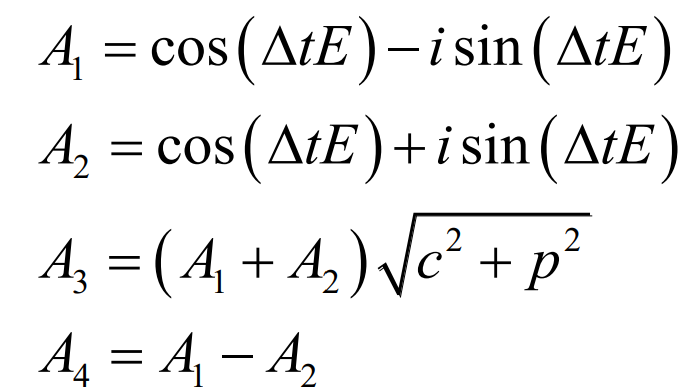 A₁ = cos(ΔtE) − i sin(ΔtE)
A₂ = cos(ΔtE) + i sin(ΔtE)
A₃ = (A₁ + A₂)√(c² + p²)
A₄ = A₁ − A₂